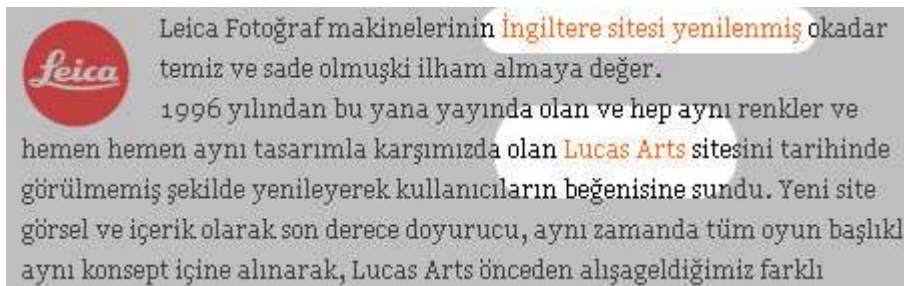 Leica Fotoğraf makinelerinin İngiltere sitesi yenilenmiş okadar
Leica
temiz ve sade olmuşki ilham almaya değer.
1996 yılından bu yana yayında olan ve hep aynı renkler ve
hemen hemen aynı tasarımla karşımızda olan Lucas Arts sitesini tarihinde
görülmemiş şekilde yenileyerek kullanıcıların beğenisine sundu. Yeni site
görsel ve içerik olarak son derece doyurucu, aynı zamanda tüm oyun başlıkl
aynı konsept içine alınarak, Lucas Arts önceden alışageldiğimiz farklı